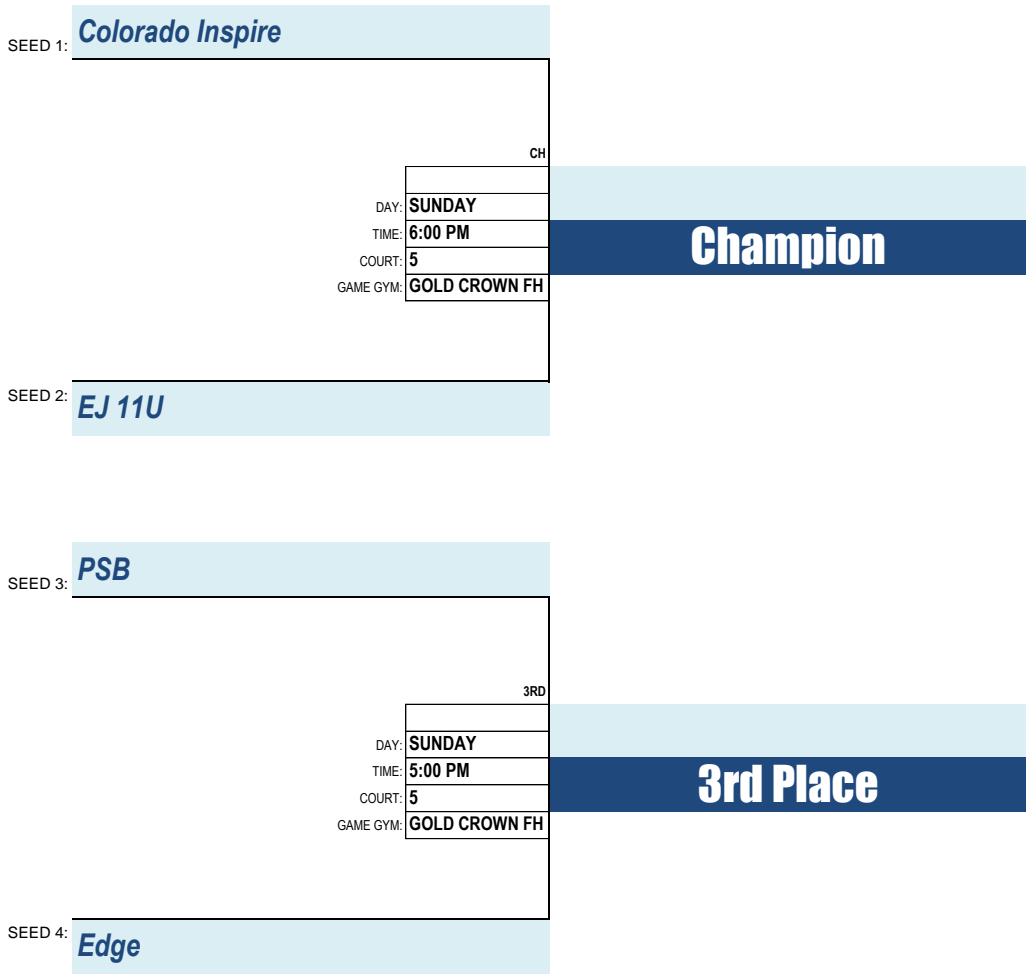 SEED 1: Colorado Inspire
CH
DAY: SUNDAY
TIME: 6:00 PM
Champion
COURT: 5
GAME GYM: GOLD CROWN FH
SEED 2: EJ 11U
SEED 3: PSB
3RD
DAY: SUNDAY
TIME: 5:00 PM
3rd Place
COURT: 5
GAME GYM: GOLD CROWN FH
SEED 4: Edge